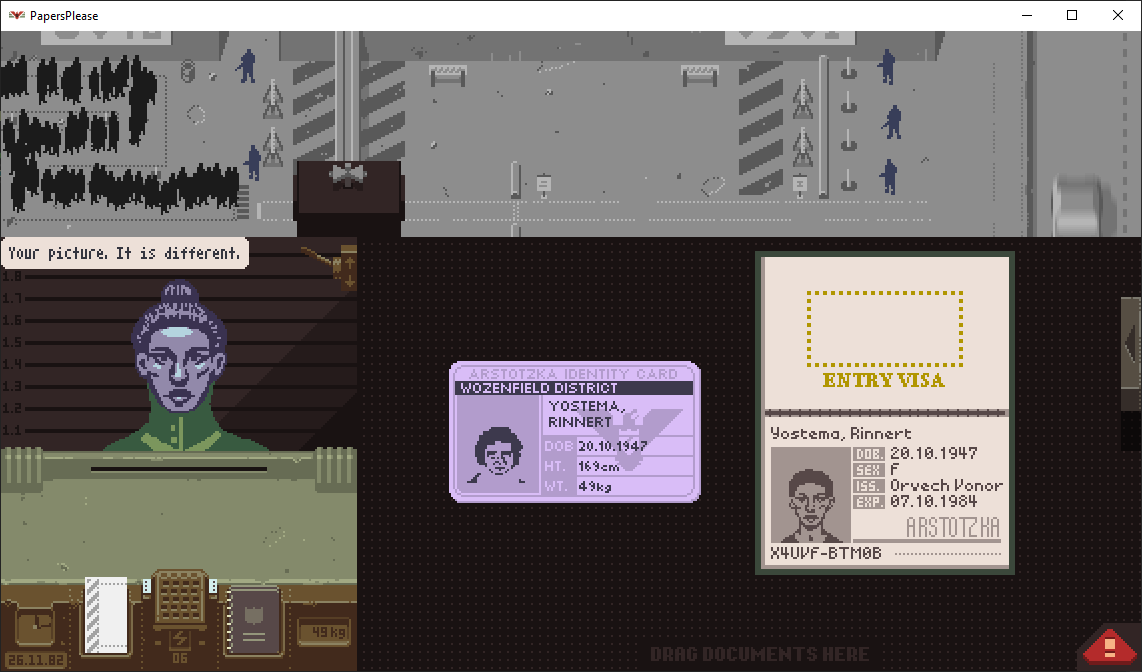 PapersPlease
Your picture. It is different.
1.8
1.7
1.6
1.5
1.4
1.3
1.2
1.1
ARSTOTZKA IDENTITY CARD
WOZENFIELD DISTRICT
YOSTEMA,
RINNERT
DOB 20.10.1947
HT. 169cm
WT. 49kg
ENTRY VISA
Yostema, Rinnert
DOB. 20.10.1947
SEX F
ISS. Orvech Vonor
EXP. 07.10.1984
ARSTOTZKA
X4UVF-BTM0B
26.11.82
06
49kg
DRAG DOCUMENTS HERE